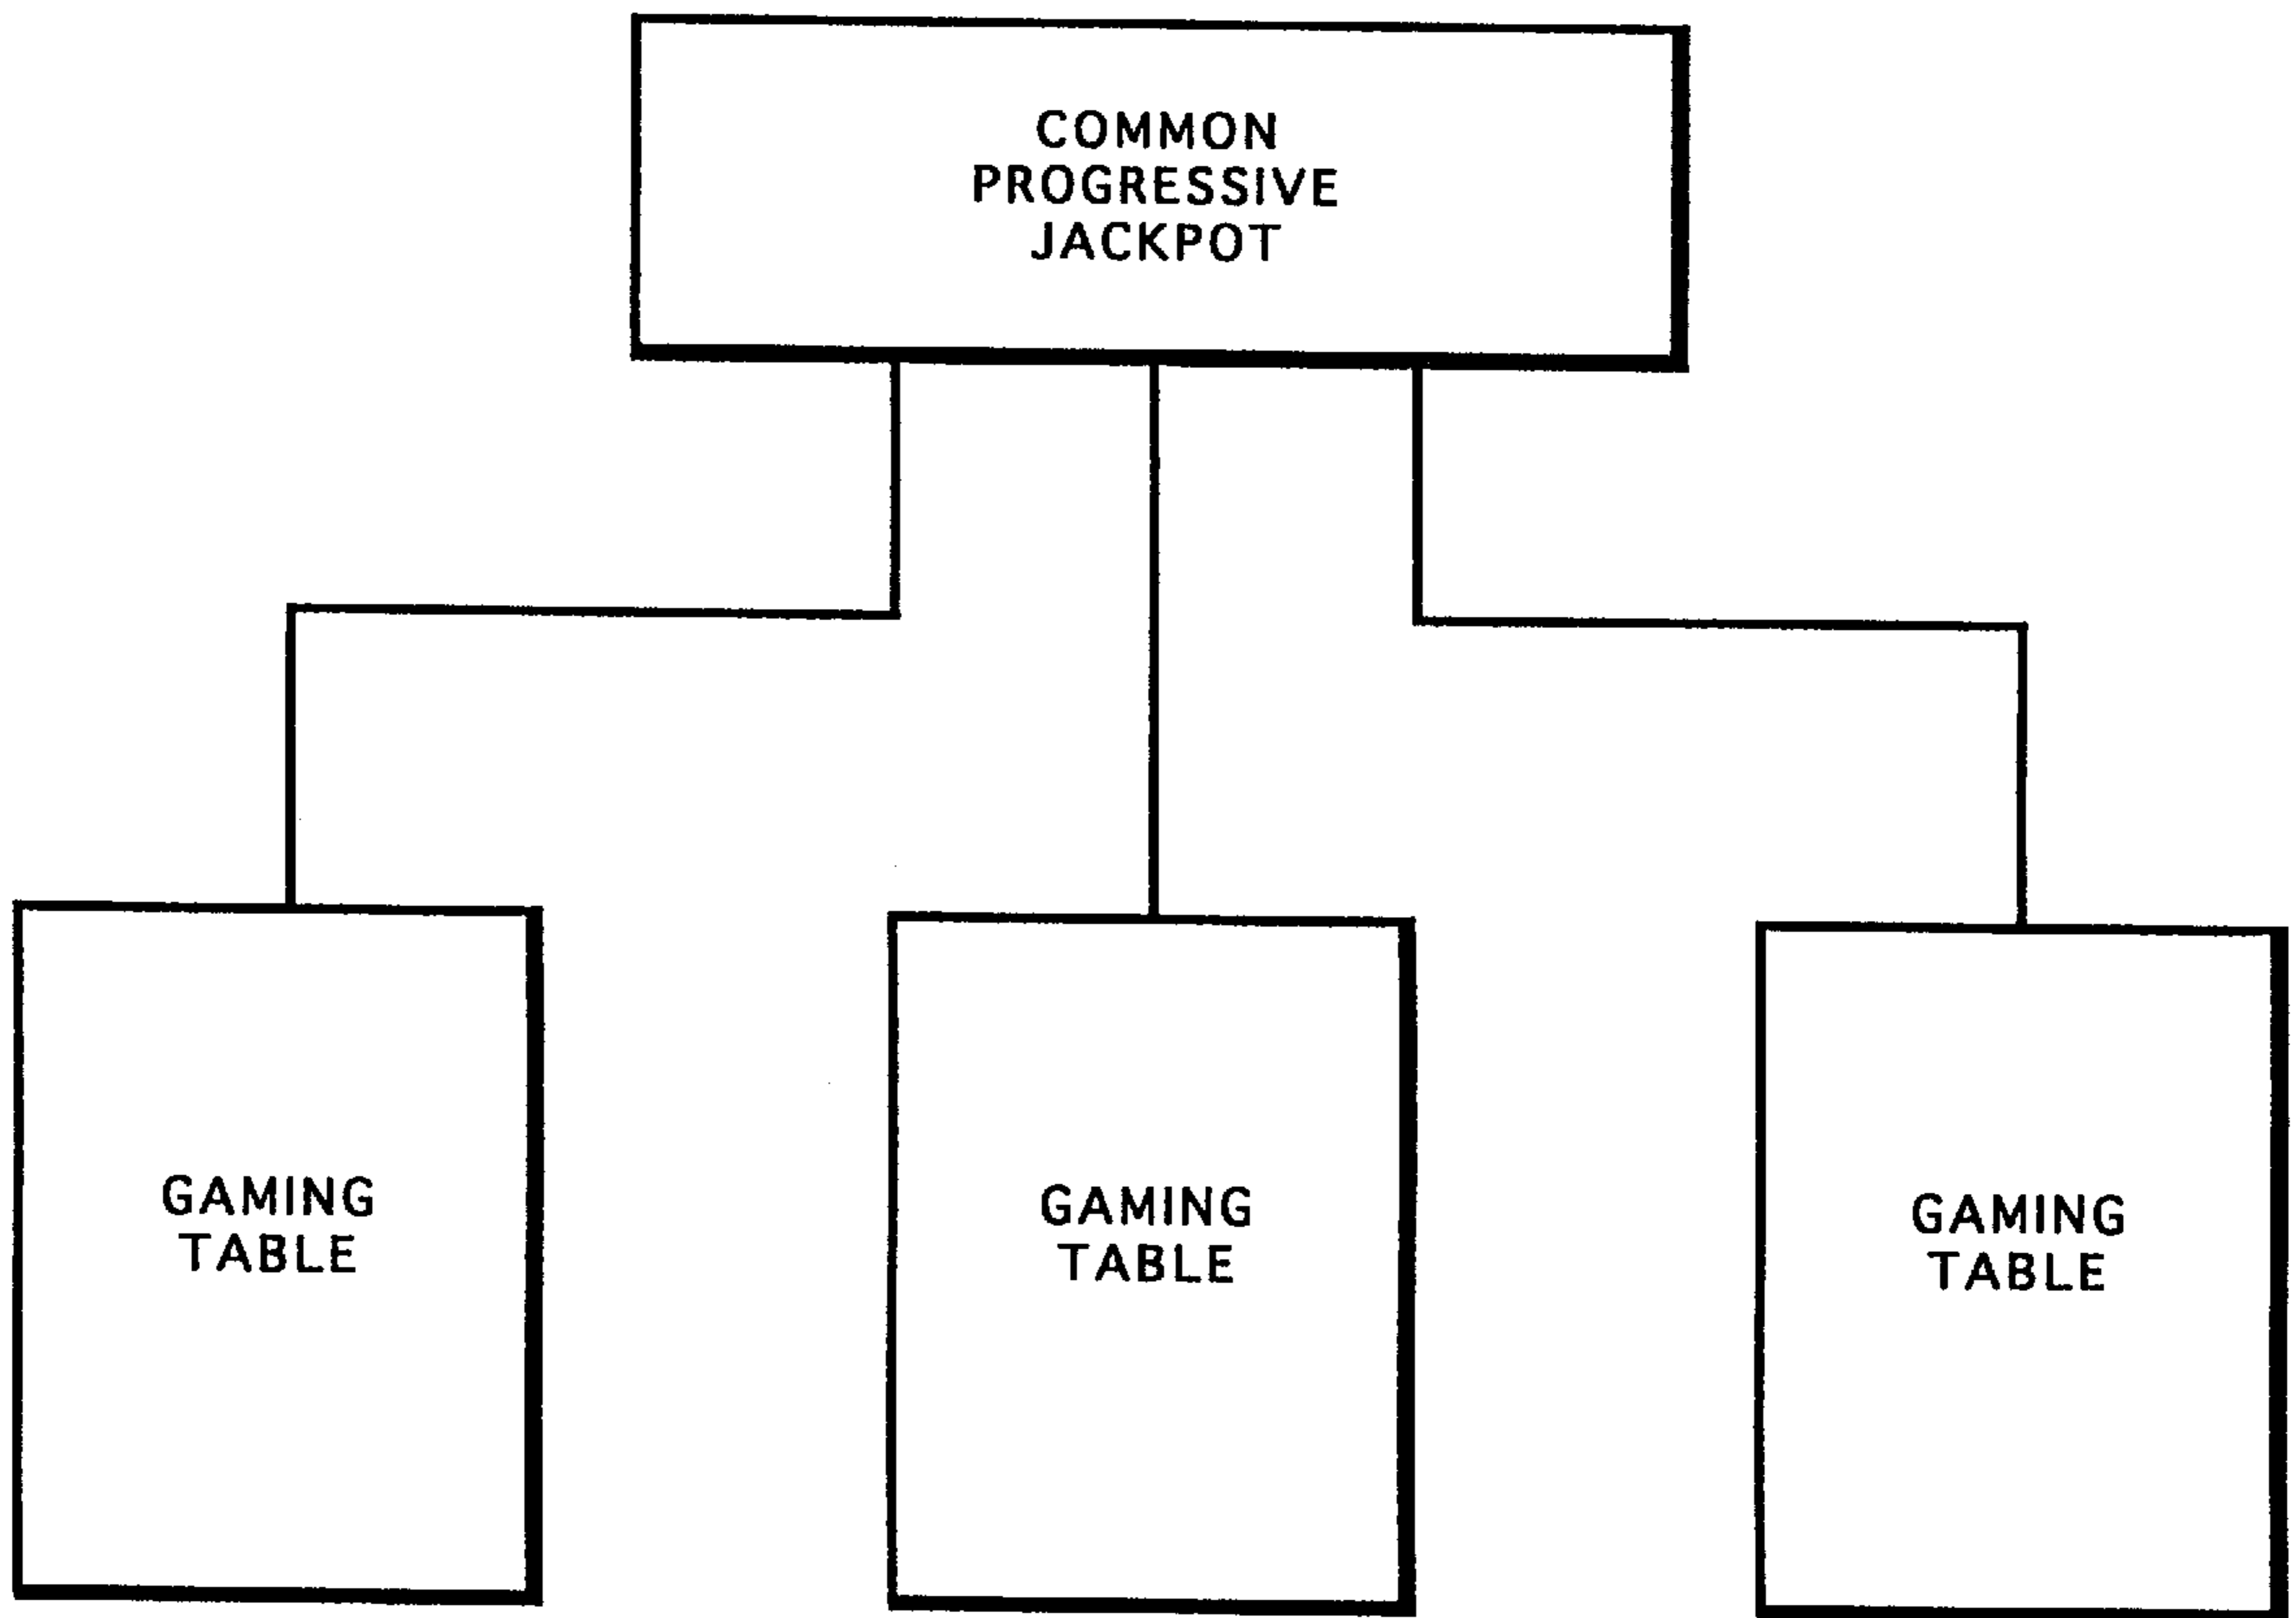 COMMON
PROGRESSIVE
JACKPOT
GAMING
TABLE
GAMING
TABLE
GAMING
TABLE